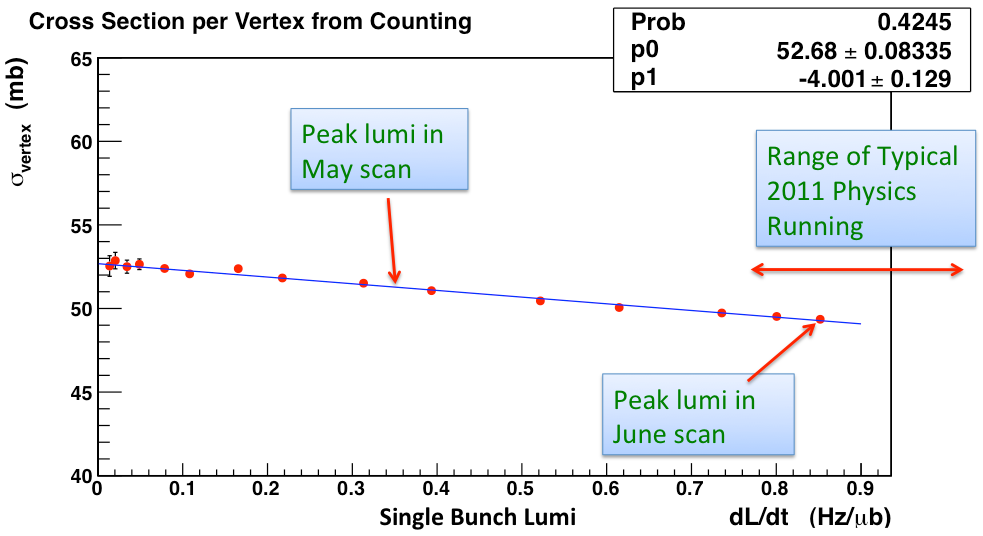 Cross Section per Vertex from Counting
Prob 0.4245
p0 52.68 ± 0.08335
p1 -4.001 ± 0.129
σvertex (mb)
65
60
55
50
45
40
Peak lumi in
May scan
Range of Typical
2011 Physics
Running
Peak lumi in
June scan
0 0.1 0.2 0.3 0.4 0.5 0.6 0.7 0.8 0.9
Single Bunch Lumi dL/dt (Hz/μb)